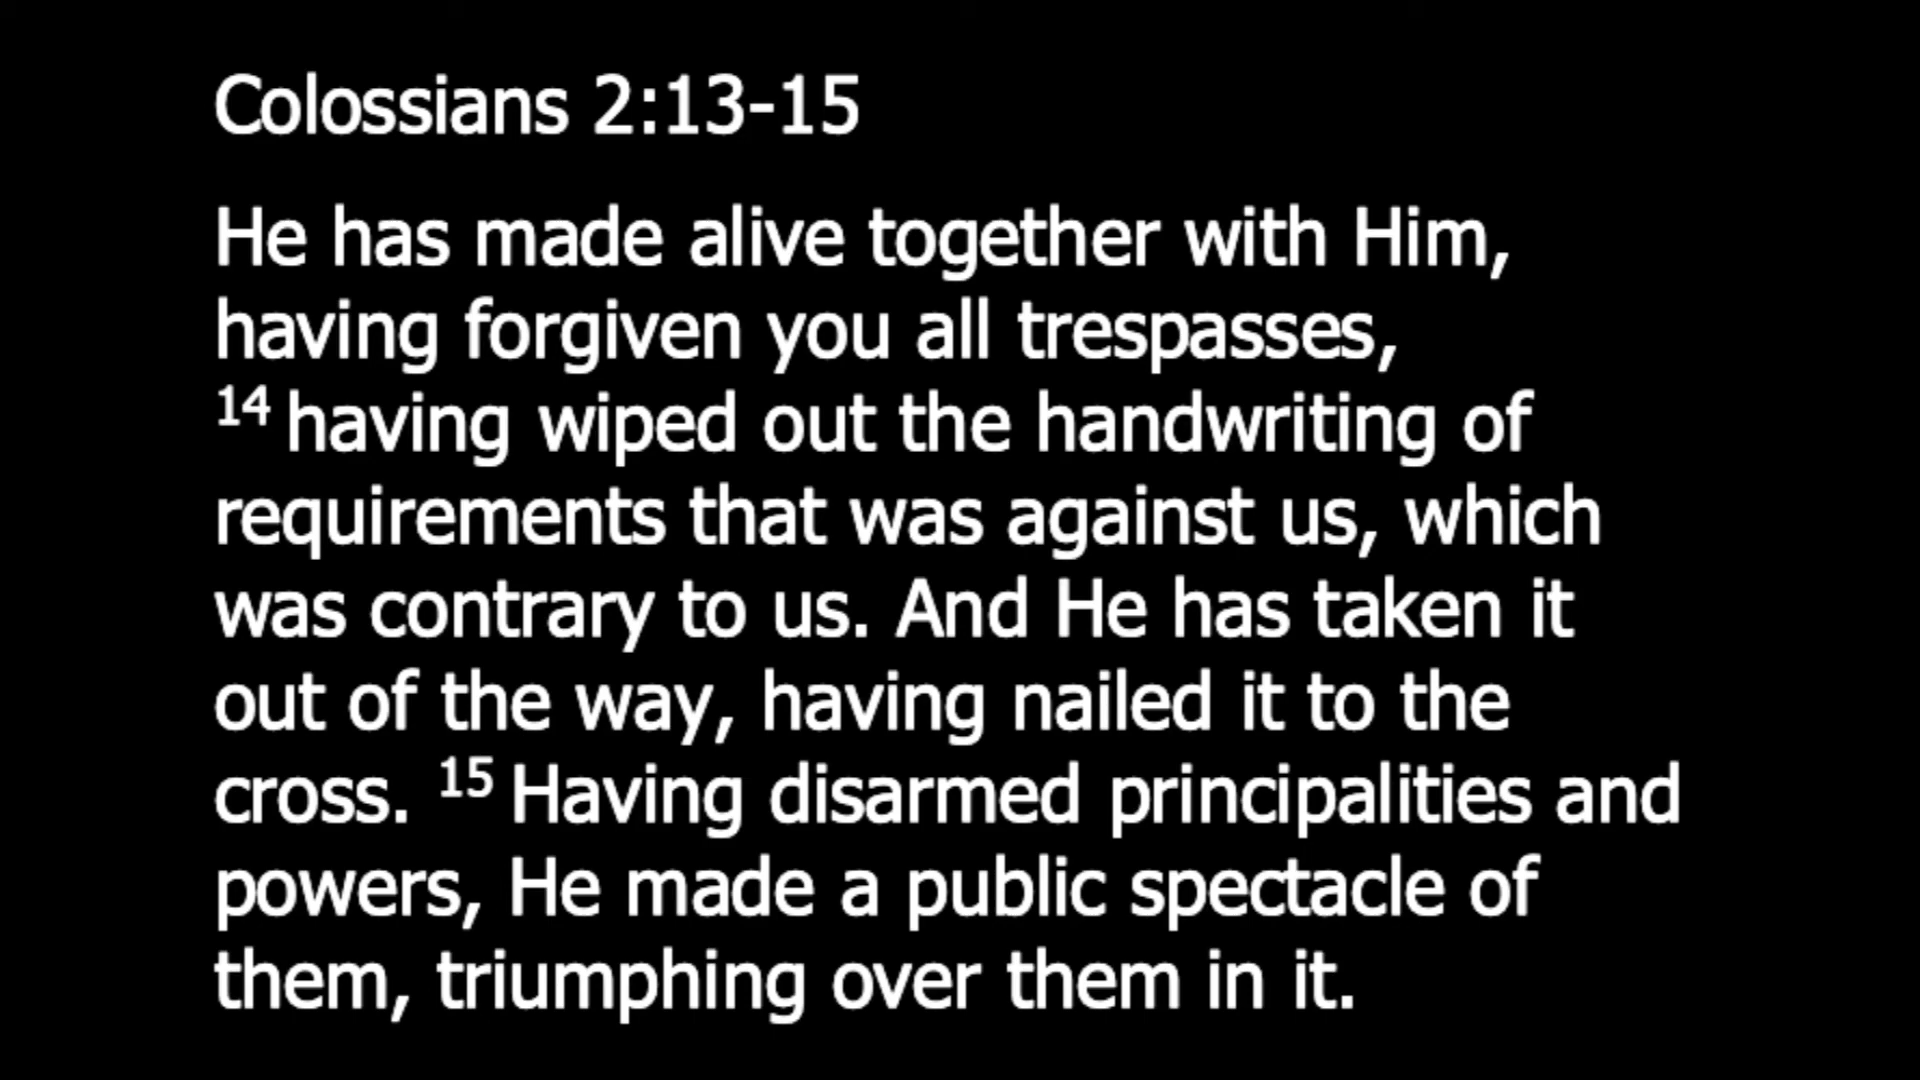 Colossians 2:13-15
He has made alive together with Him,
having forgiven you all trespasses,
14 having wiped out the handwriting of
requirements that was against us, which
was contrary to us. And He has taken it
out of the way, having nailed it to the
cross. 15 Having disarmed principalities and
powers, He made a public spectacle of
them, triumphing over them in it.